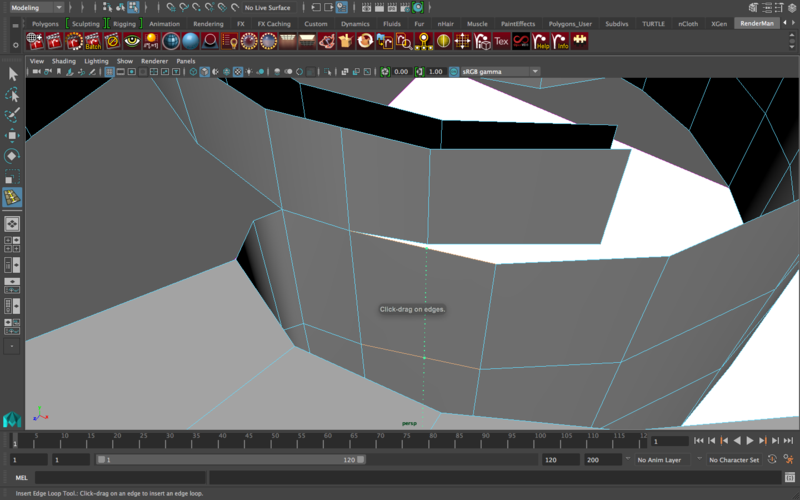 Modeling No Live Surface
Polygons Sculpting Rigging Animation Rendering FX FX Caching Custom Dynamics Fluids Fur nHair Muscle PaintEffects Polygons_User Subdivs TURTLE nCloth XGen RenderMan
Batch Tex Help Info
View Shading Lighting Show Renderer Panels
0.00 1.00 sRGB gamma
Click-drag on edges.
persp
1 5 10 15 20 25 30 35 40 45 50 55 60 65 70 75 80 85 90 95 100 105 110 115 12 1
1 1 1 120 120 200 No Anim Layer No Character Set
MEL
Insert Edge Loop Tool.: Click-drag on an edge to insert an edge loop.